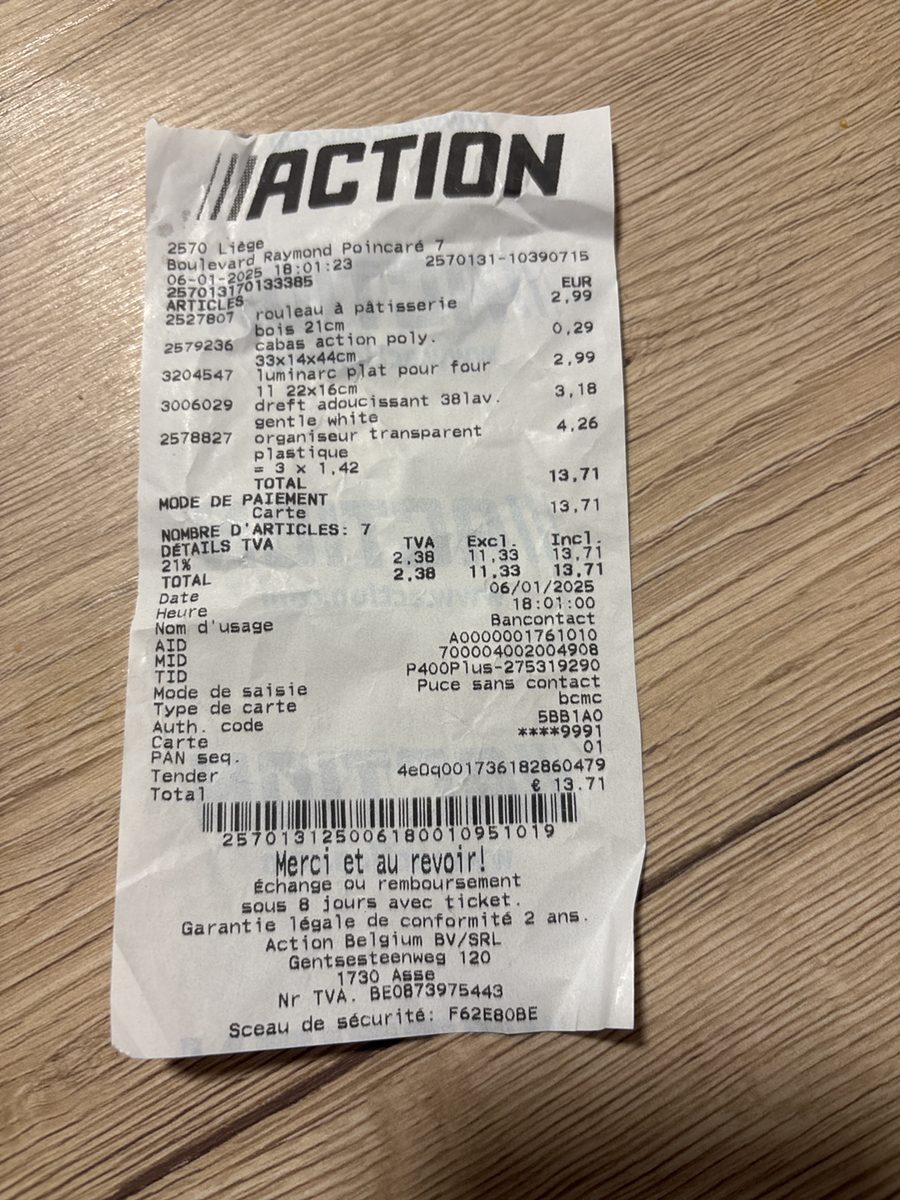 ACTION
2570 Liège
Boulevard Raymond Poincaré 7
06-01-2025 18:01:23 2570131-10390715
257013170133385
ARTICLES EUR
2527807 rouleau à pâtisserie 2,99
bois 21cm
2579236 cabas action poly. 0,29
33x14x44cm
3204547 luminarc plat pour four 2,99
1l 22x16cm
3006029 dreft adoucissant 38lav. 3,18
gentle white
2578827 organiseur transparent 4,26
plastique
= 3 x 1,42
TOTAL 13,71
MODE DE PAIEMENT
Carte 13,71
NOMBRE D'ARTICLES: 7
DÉTAILS TVA TVA Excl. Incl.
21% 2,38 11,33 13,71
TOTAL 2,38 11,33 13,71
Date 06/01/2025
Heure 18:01:00
Nom d'usage Bancontact
AID A0000001761010
MID 700004002004908
TID P400Plus-275319290
Mode de saisie Puce sans contact
Type de carte bcmc
Auth. code 5BB1A0
Carte ****9991
PAN seq. 01
Tender 4e0q001736182860479
Total € 13.71
257013125006180010951019
Merci et au revoir!
Échange ou remboursement
sous 8 jours avec ticket.
Garantie légale de conformité 2 ans.
Action Belgium BV/SRL
Gentsesteenweg 120
1730 Asse
Nr TVA. BE0873975443
Sceau de sécurité: F62E80BE